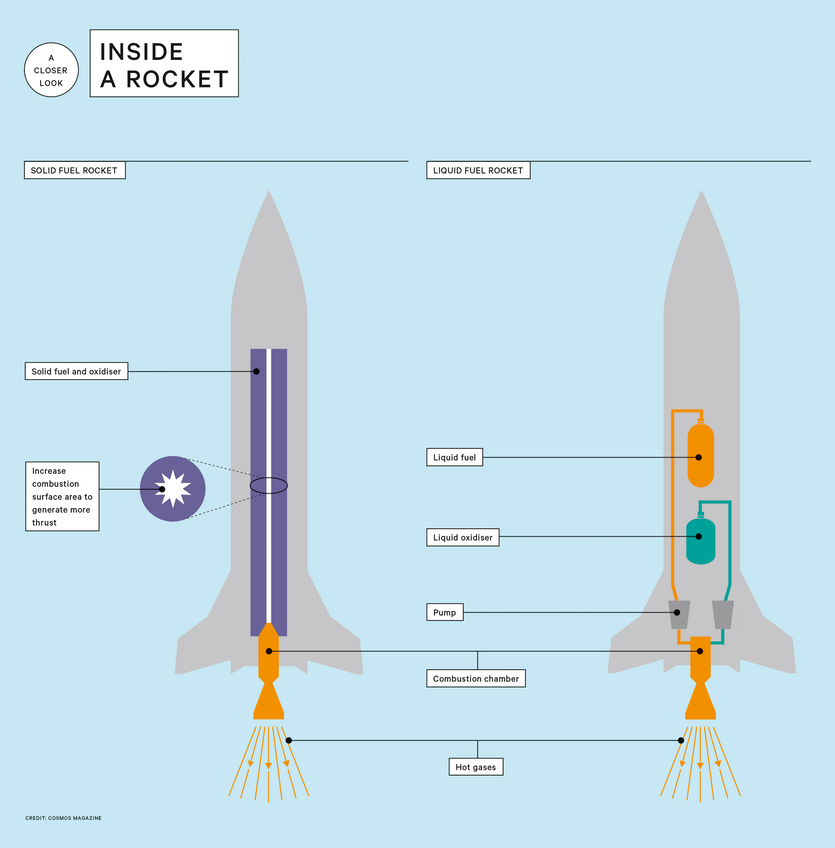 A
CLOSER
LOOK
INSIDE
A ROCKET
SOLID FUEL ROCKET
LIQUID FUEL ROCKET
Solid fuel and oxidiser
Increase
combustion
surface area to
generate more
thrust
Liquid fuel
Liquid oxidiser
Pump
Combustion chamber
Hot gases
CREDIT: COSMOS MAGAZINE